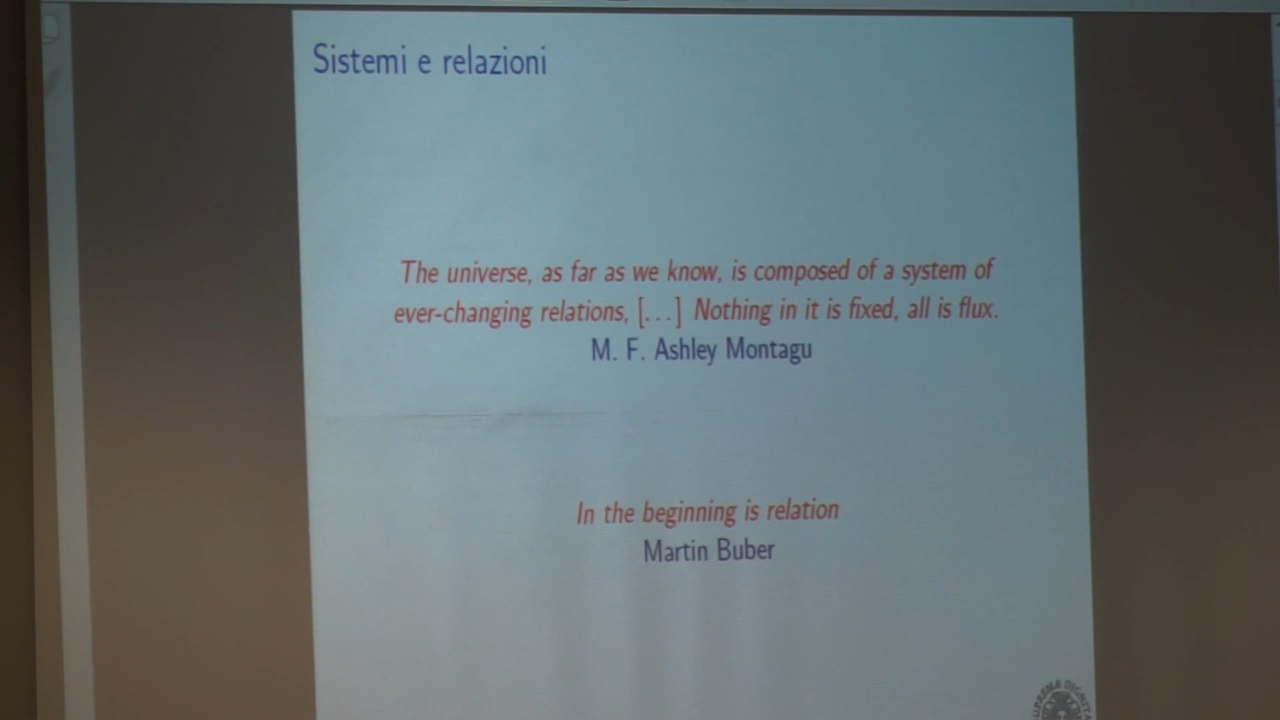 Sistemi e relazioni
The universe, as far as we know, is composed of a system of
ever-changing relations, [...] Nothing in it is fixed, all is flux.
M. F. Ashley Montagu
In the beginning is relation
Martin Buber